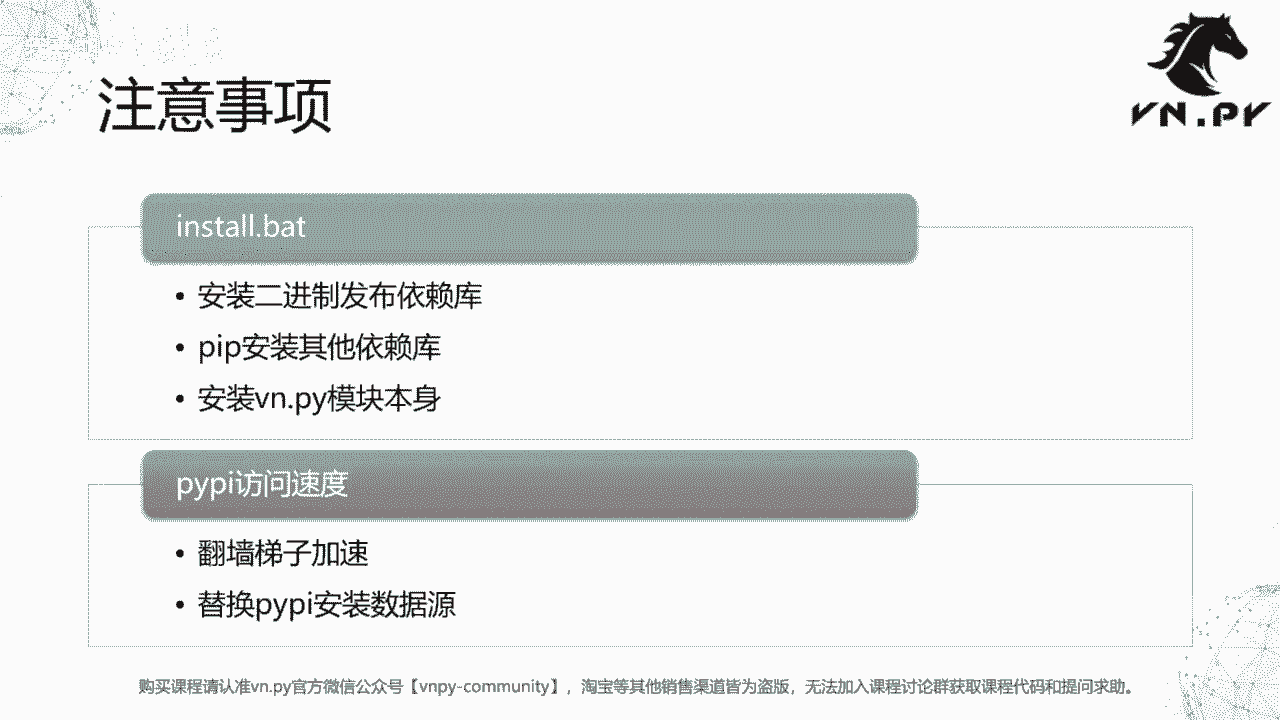 注意事项
VN.PY
install.bat
• 安装二进制发布依赖库
• pip安装其他依赖库
• 安装vn.py模块本身
pypi访问速度
• 翻墙梯子加速
• 替换pypi安装数据源
购买课程请认准vn.py官方微信公众号【vnpy-community】，淘宝等其他销售渠道皆为盗版，无法加入课程讨论群获取课程代码和提问求助。